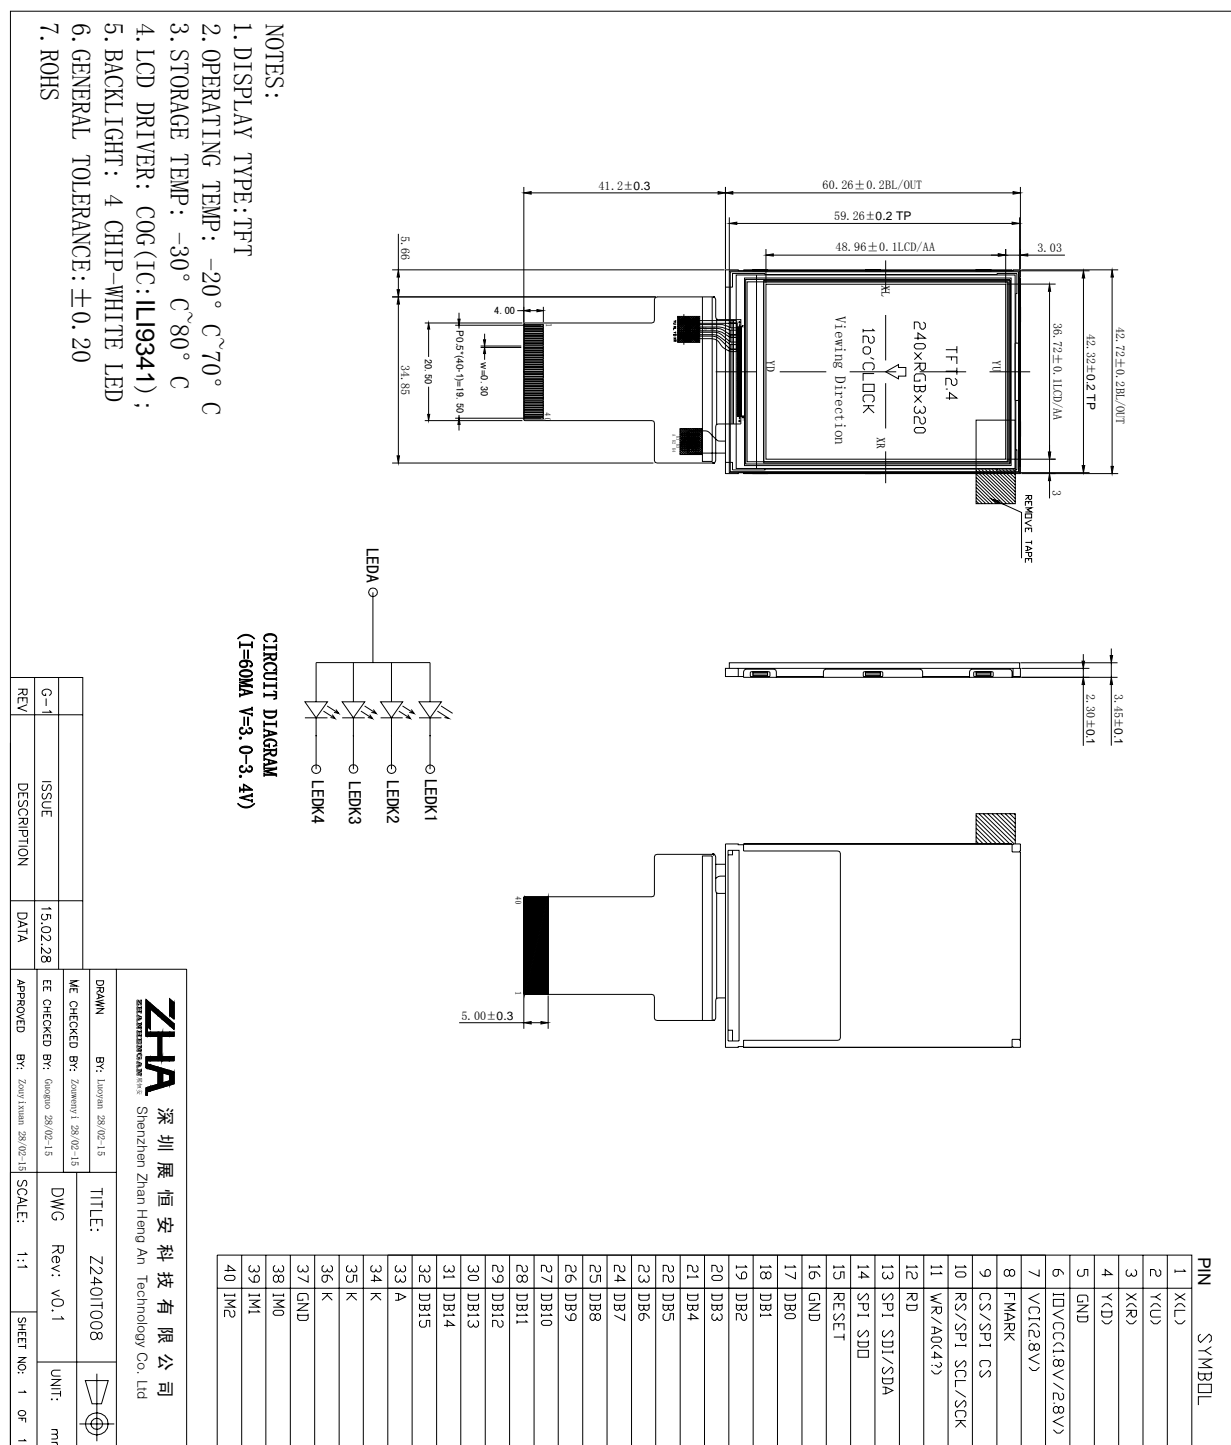 NOTES:
1. DISPLAY TYPE:TFT
2. OPERATING TEMP: -20° C~70° C
3. STORAGE TEMP: -30° C~80° C
4. LCD DRIVER: COG(IC:ILI9341) ;
5. BACKLIGHT: 4 CHIP-WHITE LED
6. GENERAL TOLERANCE:±0.20
7. ROHS
41.2±0.3
60.26±0.2BL/OUT
59.26±0.2 TP
48.96±0.1LCD/AA
3.03
5.66
34.85
4.00
P0.5*(40-1)=19.50
w=0.30
20.50
1
40
42.72±0.2BL/OUT
42.32±0.2TP
36.72±0.1LCD/AA
3
XL
YU
YD
XR
TFT2.4
240xRGBx320
12o'CLOCK
Viewing Direction
REMOVE TAPE
LEDA
LEDK1
LEDK2
LEDK3
LEDK4
CIRCUIT DIAGRAM
(I=60MA V=3.0-3.4V)
3.45±0.1
2.30±0.1
40
1
5.00±0.3
PIN SYMBOL
1 X(L)
2 Y(U)
3 X(R)
4 Y(D)
5 GND
6 IOVCC(1.8V/2.8V)
7 VCI(2.8V)
8 FMARK
9 CS/SPI CS
10 RS/SPI SCL/SCK
11 WR/A0(4?)
12 RD
13 SPI SDI/SDA
14 SPI SDO
15 RESET
16 GND
17 DB0
18 DB1
19 DB2
20 DB3
21 DB4
22 DB5
23 DB6
24 DB7
25 DB8
26 DB9
27 DB10
28 DB11
29 DB12
30 DB13
31 DB14
32 DB15
33 A
34 K
35 K
36 K
37 GND
38 IM0
39 IM1
40 IM2
G-1 ISSUE 15.02.28
REV DESCRIPTION DATA
ZHA
ZHANHENGAN
深圳展恒安科技有限公司
Shenzhen Zhan Heng An Technology Co. Ltd
DRAWN BY: Luoyan 28/02-15
ME CHECKED BY: Zouwenyi 28/02-15
EE CHECKED BY: Guoguo 28/02-15
APPROVED BY: Zouyixuan 28/02-15
TITLE: Z240IT008
DWG Rev: v0.1
UNIT:
SCALE: 1:1
SHEET NO: 1 OF 1